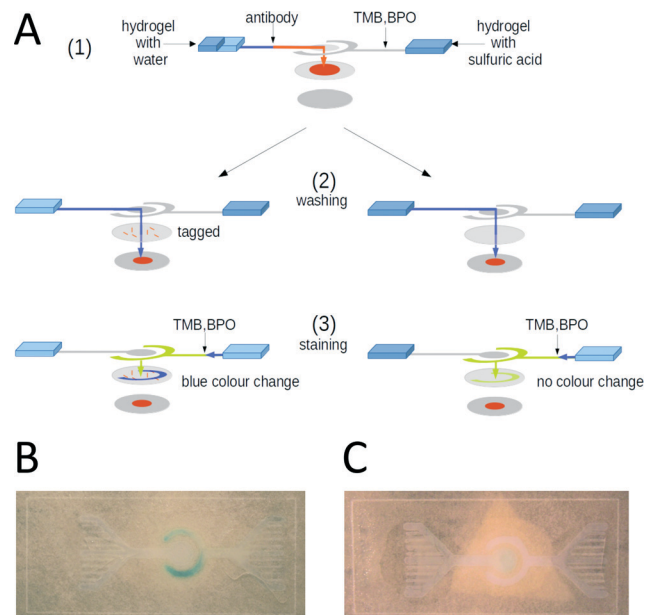 A
(1)
hydrogel
with
water
antibody
TMB,BPO
hydrogel
with
sulfuric acid
(2)
washing
tagged
TMB,BPO
(3)
staining
TMB,BPO
blue colour change
no colour change
B
C